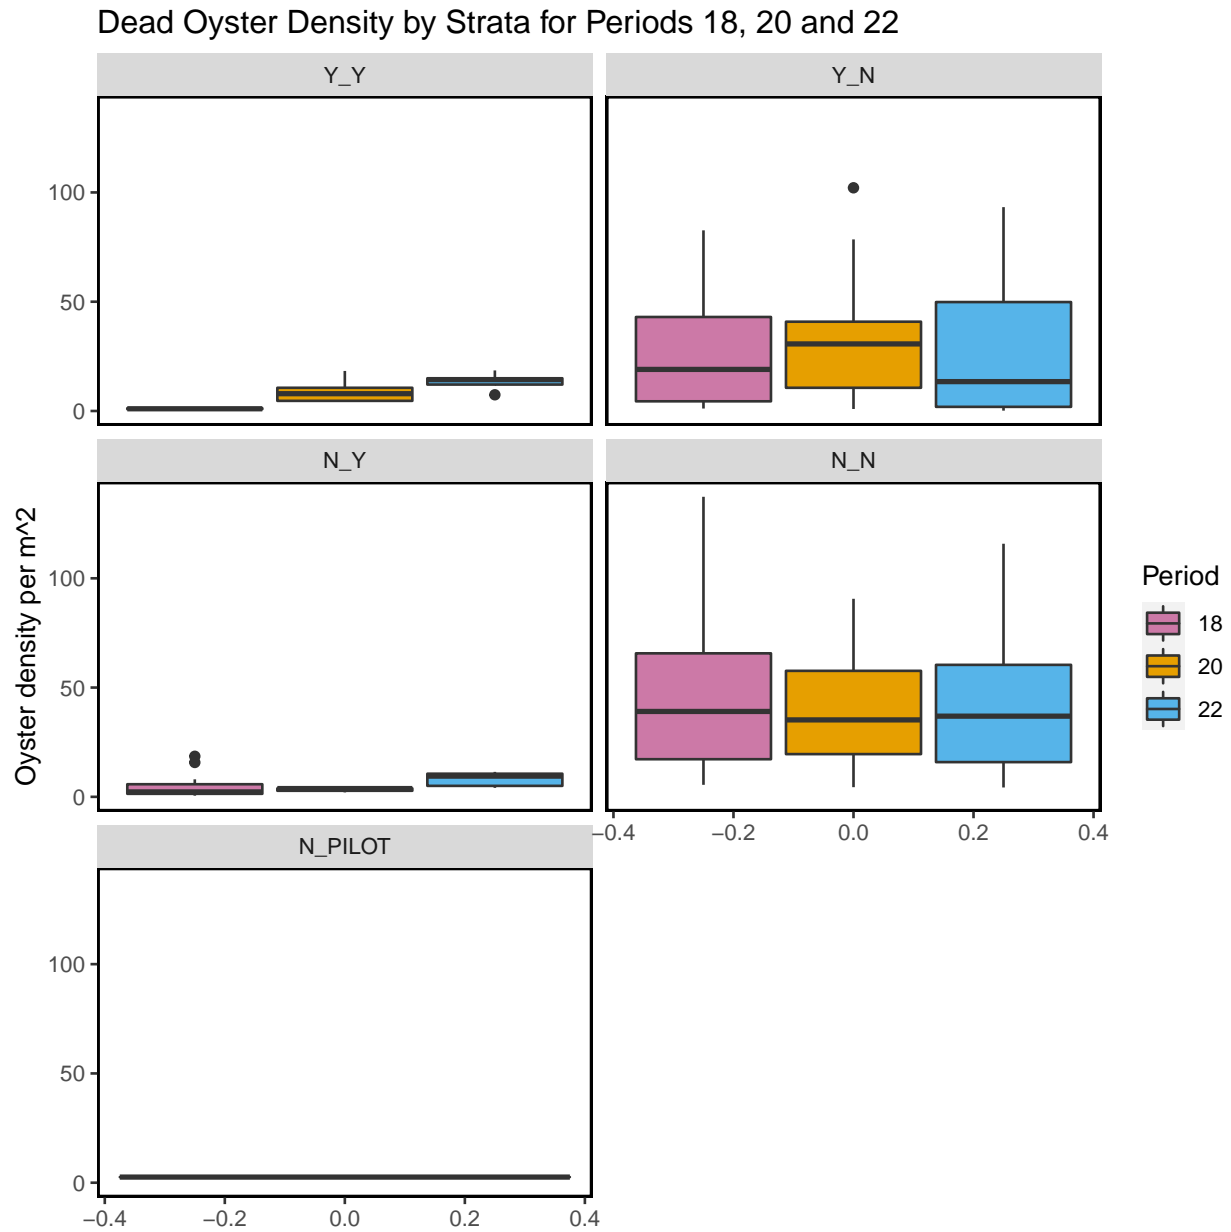 Dead Oyster Density by Strata for Periods 18, 20 and 22
Y_Y
Y_N
100
50
0
N_Y
N_N
100
50
0
−0.4
−0.2
0.0
0.2
0.4
N_PILOT
100
50
0
−0.4
−0.2
0.0
0.2
0.4
Oyster density per m^2
Period
18
20
22